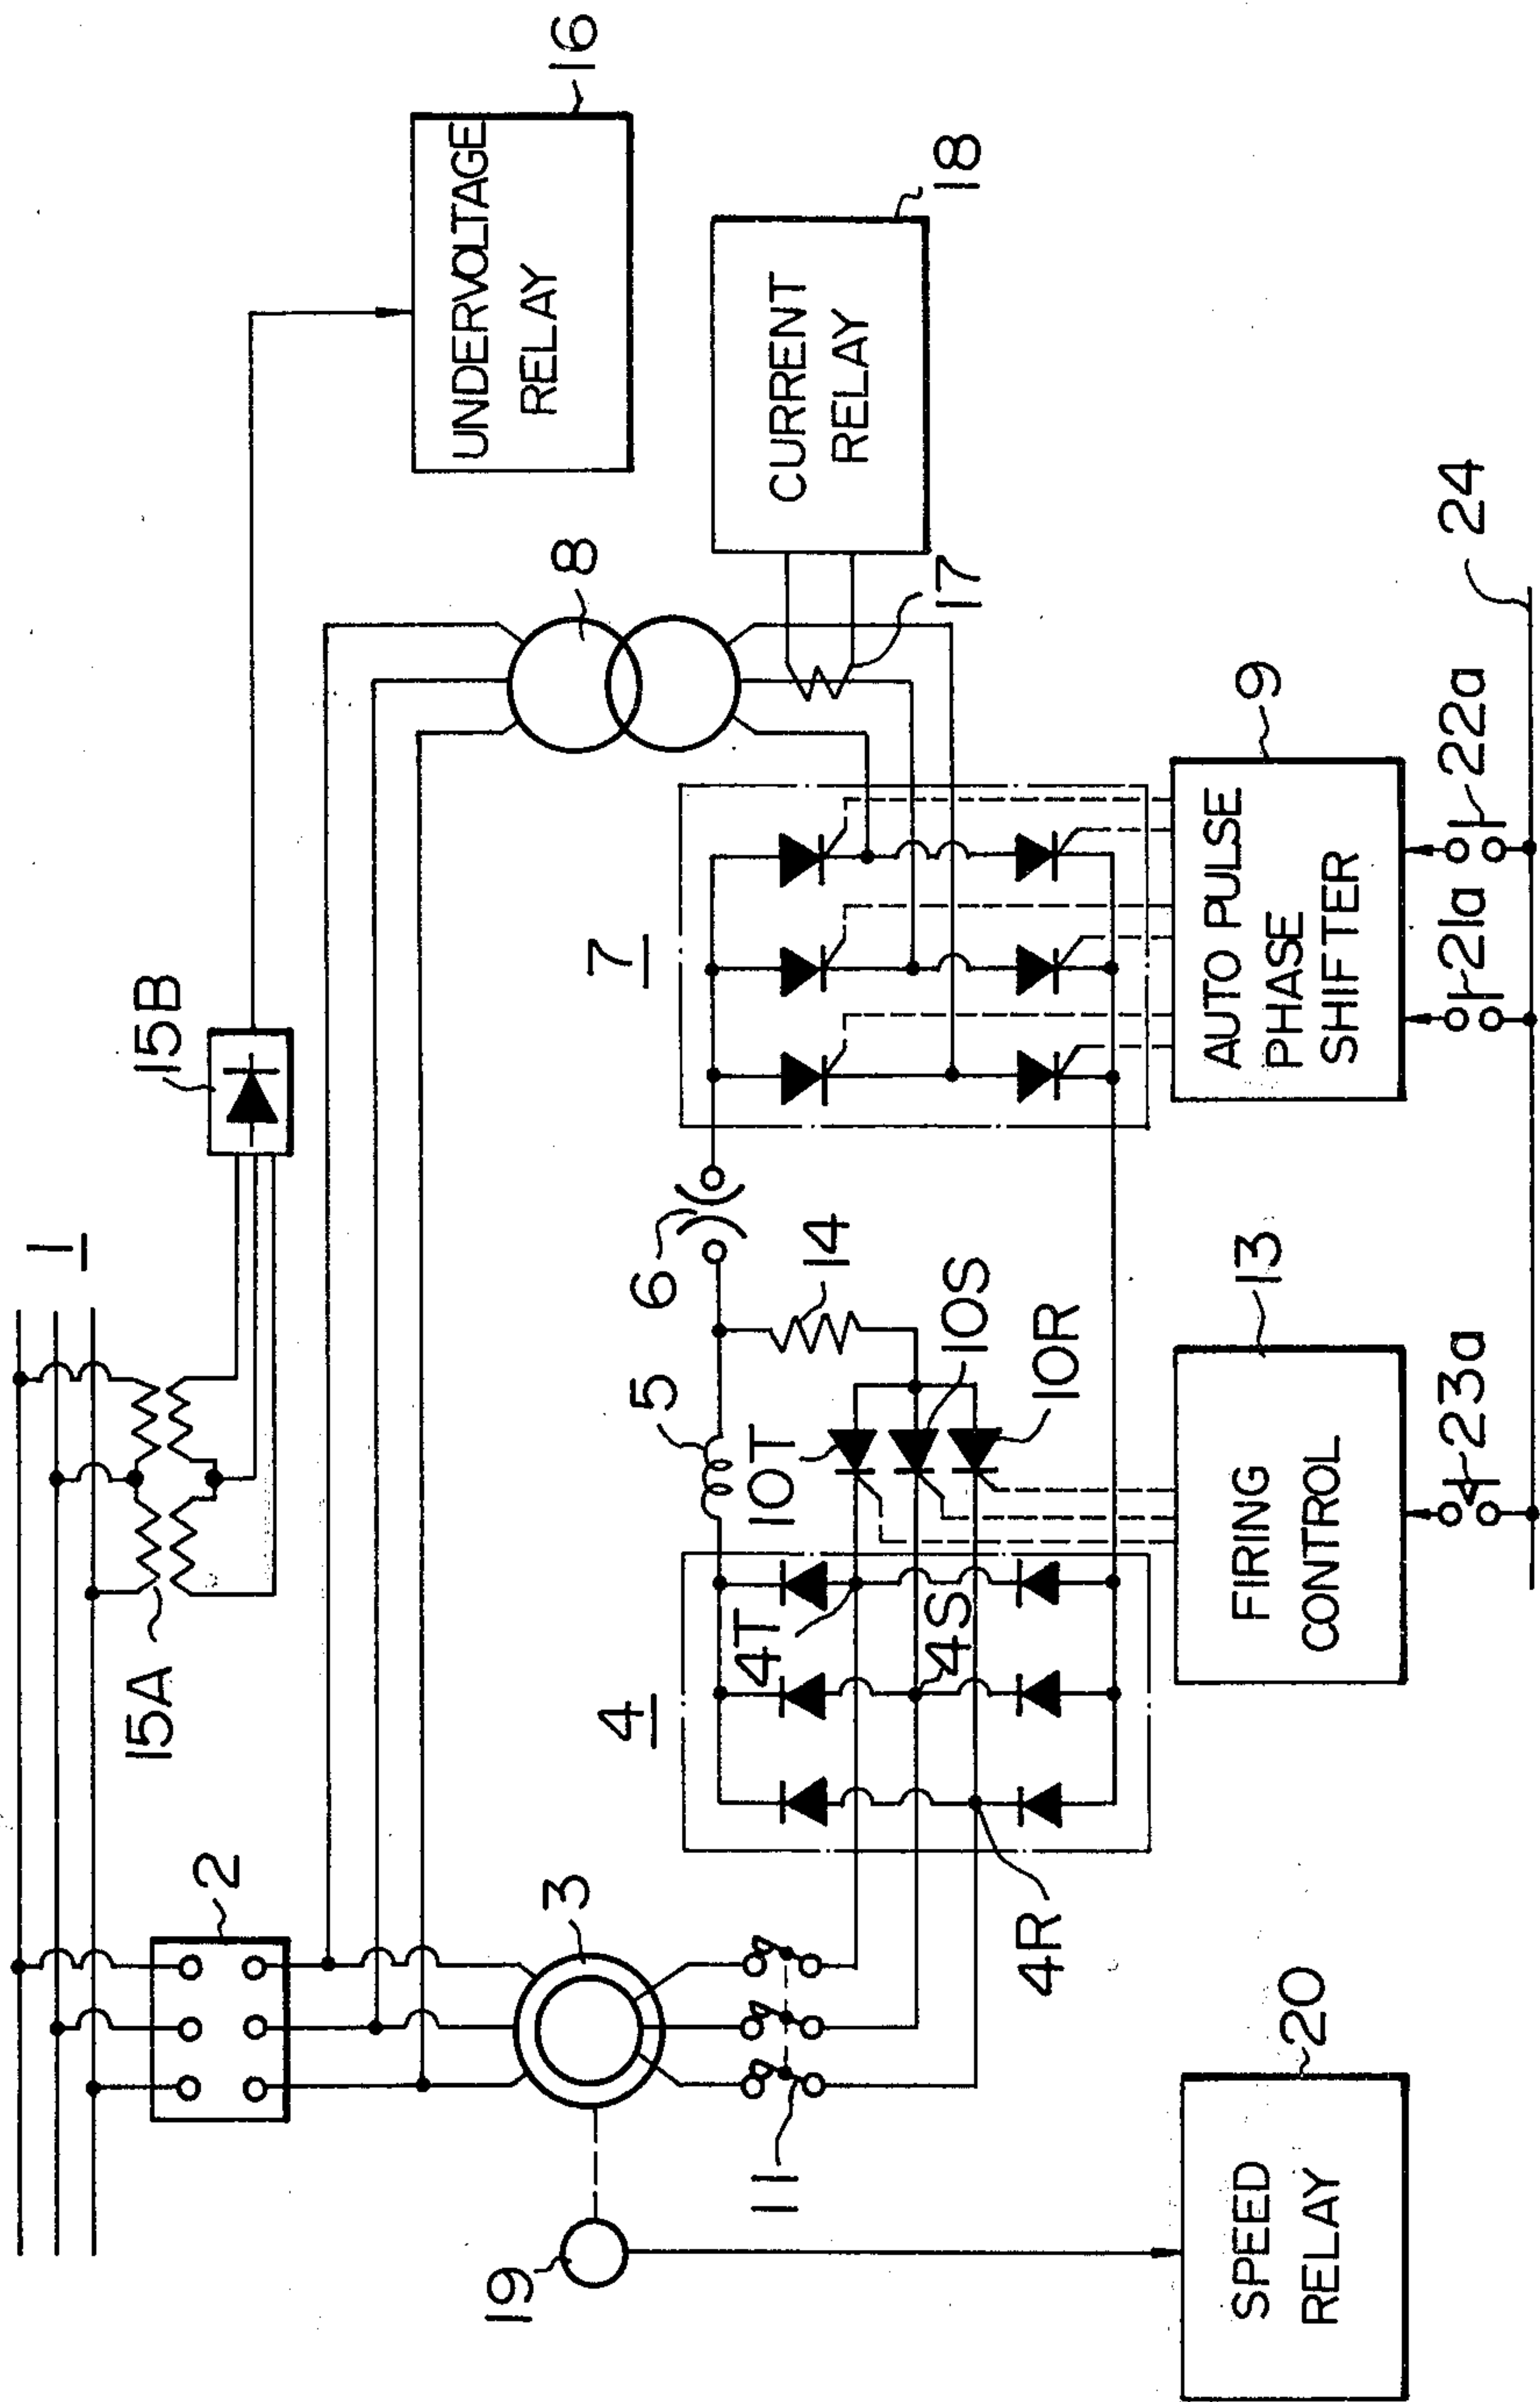 1
15A
15B
UNDERVOLTAGE
RELAY
16
2
3
8
CURRENT
RELAY
18
17
19
11
4
4T
4S
4R
5
6
14
10T
10S
10R
7
SPEED
RELAY
20
FIRING
CONTROL
13
AUTO PULSE
PHASE
SHIFTER
9
23a
21a
22a
24